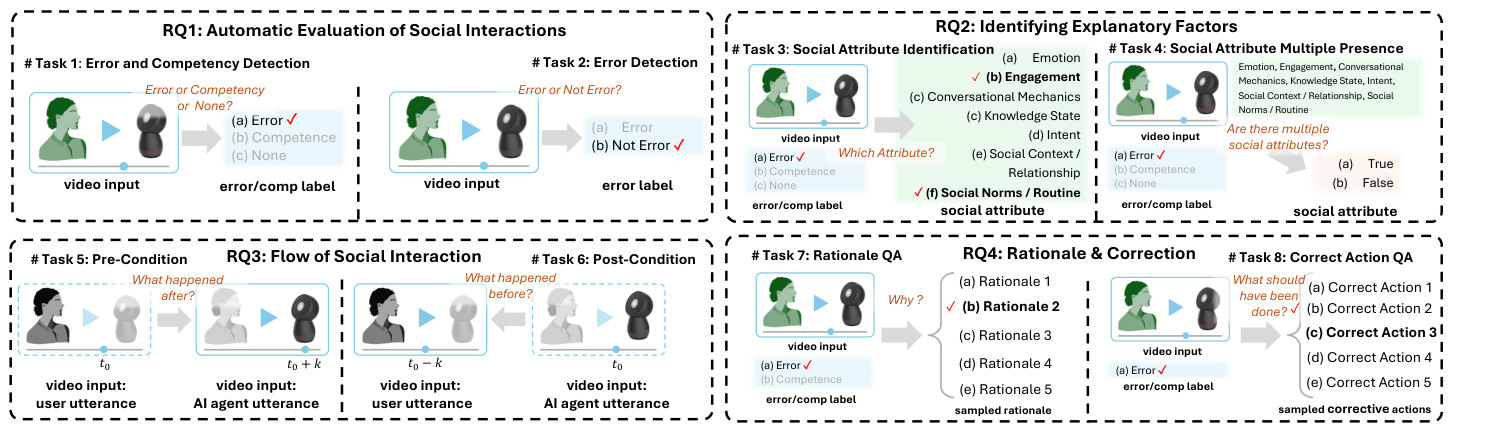 RQ1: Automatic Evaluation of Social Interactions
# Task 1: Error and Competency Detection
Error or Competency
or None?
(a) Error ✓
(b) Competence
(c) None
video input
error/comp label
# Task 2: Error Detection
Error or Not Error?
(a) Error
(b) Not Error ✓
video input
error label
RQ2: Identifying Explanatory Factors
# Task 3: Social Attribute Identification
(a) Emotion
✓ (b) Engagement
(c) Conversational Mechanics
(c) Knowledge State
(d) Intent
(e) Social Context /
Relationship
✓ (f) Social Norms / Routine
social attribute
video input
Which Attribute?
(a) Error ✓
(b) Competence
(c) None
error/comp label
# Task 4: Social Attribute Multiple Presence
Emotion, Engagement, Conversational
Mechanics, Knowledge State, Intent,
Social Context / Relationship, Social
Norms / Routine
video input
Are there multiple
social attributes?
(a) Error ✓
(b) Competence
(c) None
error/comp label
(a) True
(b) False
social attribute
RQ3: Flow of Social Interaction
# Task 5: Pre-Condition
What happened
after?
t0
t0 + k
video input:
user utterance
video input:
AI agent utterance
# Task 6: Post-Condition
What happened
before?
t0 − k
t0
video input:
user utterance
video input:
AI agent utterance
RQ4: Rationale & Correction
# Task 7: Rationale QA
Why ?
video input
(a) Error ✓
(b) Competence
error/comp label
(a) Rationale 1
✓ (b) Rationale 2
(c) Rationale 3
(d) Rationale 4
(e) Rationale 5
sampled rationale
# Task 8: Correct Action QA
What should
have been
done?
video input
(a) Error ✓
error/comp label
(a) Correct Action 1
✓ (b) Correct Action 2
(c) Correct Action 3
(d) Correct Action 4
(e) Correct Action 5
sampled corrective actions